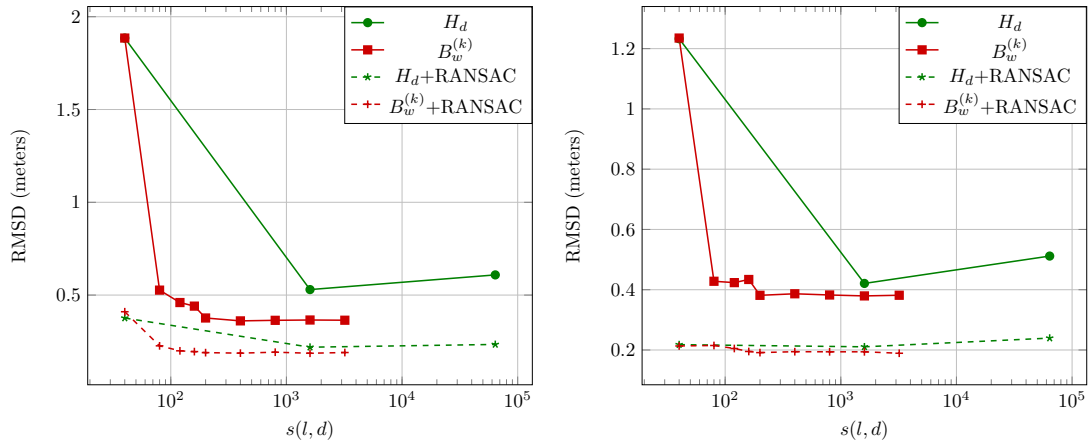 2
1.5
1
0.5
RMSD (meters)
10^2
10^3
10^4
10^5
s(l, d)
H_d
B_w^{(k)}
H_d+RANSAC
B_w^{(k)}+RANSAC
1.2
1
0.8
0.6
0.4
0.2
RMSD (meters)
10^2
10^3
10^4
10^5
s(l, d)
H_d
B_w^{(k)}
H_d+RANSAC
B_w^{(k)}+RANSAC